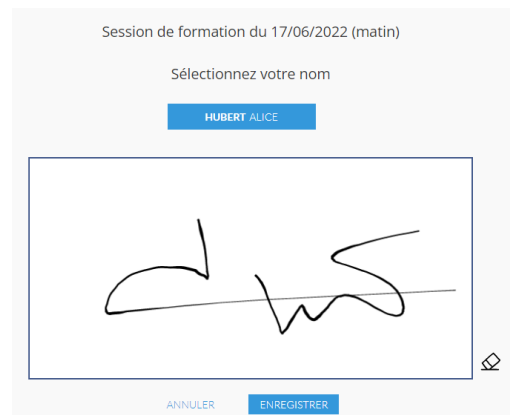 Session de formation du 17/06/2022 (matin)
Sélectionnez votre nom
HUBERT ALICE
ANNULER ENREGISTRER